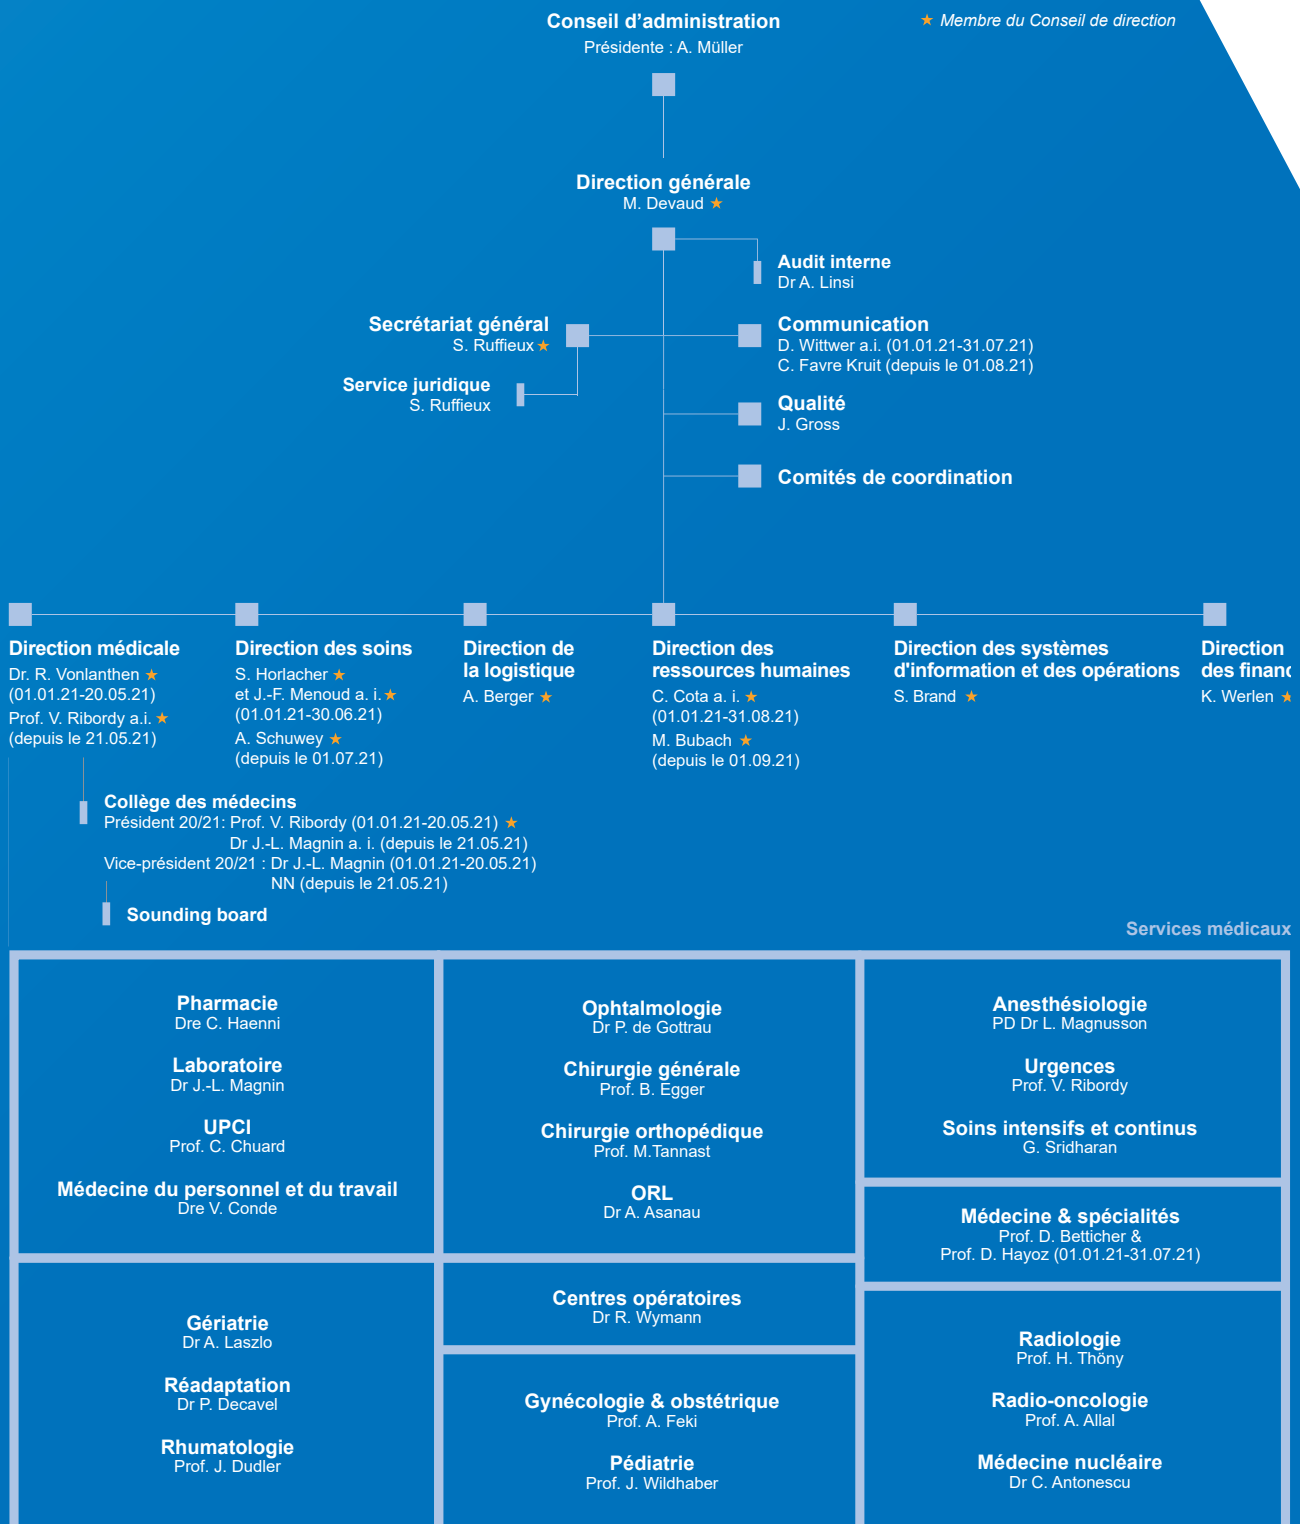 Conseil d'administration
Présidente : A. Müller
★ Membre du Conseil de direction
Direction générale
M. Devaud ★
Audit interne
Dr A. Linsi
Secrétariat général
S. Ruffieux ★
Service juridique
S. Ruffieux
Communication
D. Wittwer a.i. (01.01.21-31.07.21)
C. Favre Kruit (depuis le 01.08.21)
Qualité
J. Gross
Comités de coordination
Direction médicale
Dr. R. Vonlanthen ★
(01.01.21-20.05.21)
Prof. V. Ribordy a.i. ★
(depuis le 21.05.21)
Direction des soins
S. Horlacher ★
et J.-F. Menoud a. i. ★
(01.01.21-30.06.21)
A. Schuwey ★
(depuis le 01.07.21)
Direction de
la logistique
A. Berger ★
Direction des
ressources humaines
C. Cota a. i. ★
(01.01.21-31.08.21)
M. Bubach ★
(depuis le 01.09.21)
Direction des systèmes
d'information et des opérations
S. Brand ★
Direction
des financ
K. Werlen ★
Collège des médecins
Président 20/21: Prof. V. Ribordy (01.01.21-20.05.21) ★
Dr J.-L. Magnin a. i. (depuis le 21.05.21)
Vice-président 20/21 : Dr J.-L. Magnin (01.01.21-20.05.21)
NN (depuis le 21.05.21)
Sounding board
Services médicaux
Pharmacie
Dre C. Haenni
Laboratoire
Dr J.-L. Magnin
UPCI
Prof. C. Chuard
Médecine du personnel et du travail
Dre V. Conde
Ophtalmologie
Dr P. de Gottrau
Chirurgie générale
Prof. B. Egger
Chirurgie orthopédique
Prof. M.Tannast
ORL
Dr A. Asanau
Anesthésiologie
PD Dr L. Magnusson
Urgences
Prof. V. Ribordy
Soins intensifs et continus
G. Sridharan
Médecine & spécialités
Prof. D. Betticher &
Prof. D. Hayoz (01.01.21-31.07.21)
Gériatrie
Dr A. Laszlo
Réadaptation
Dr P. Decavel
Rhumatologie
Prof. J. Dudler
Centres opératoires
Dr R. Wymann
Gynécologie & obstétrique
Prof. A. Feki
Pédiatrie
Prof. J. Wildhaber
Radiologie
Prof. H. Thöny
Radio-oncologie
Prof. A. Allal
Médecine nucléaire
Dr C. Antonescu